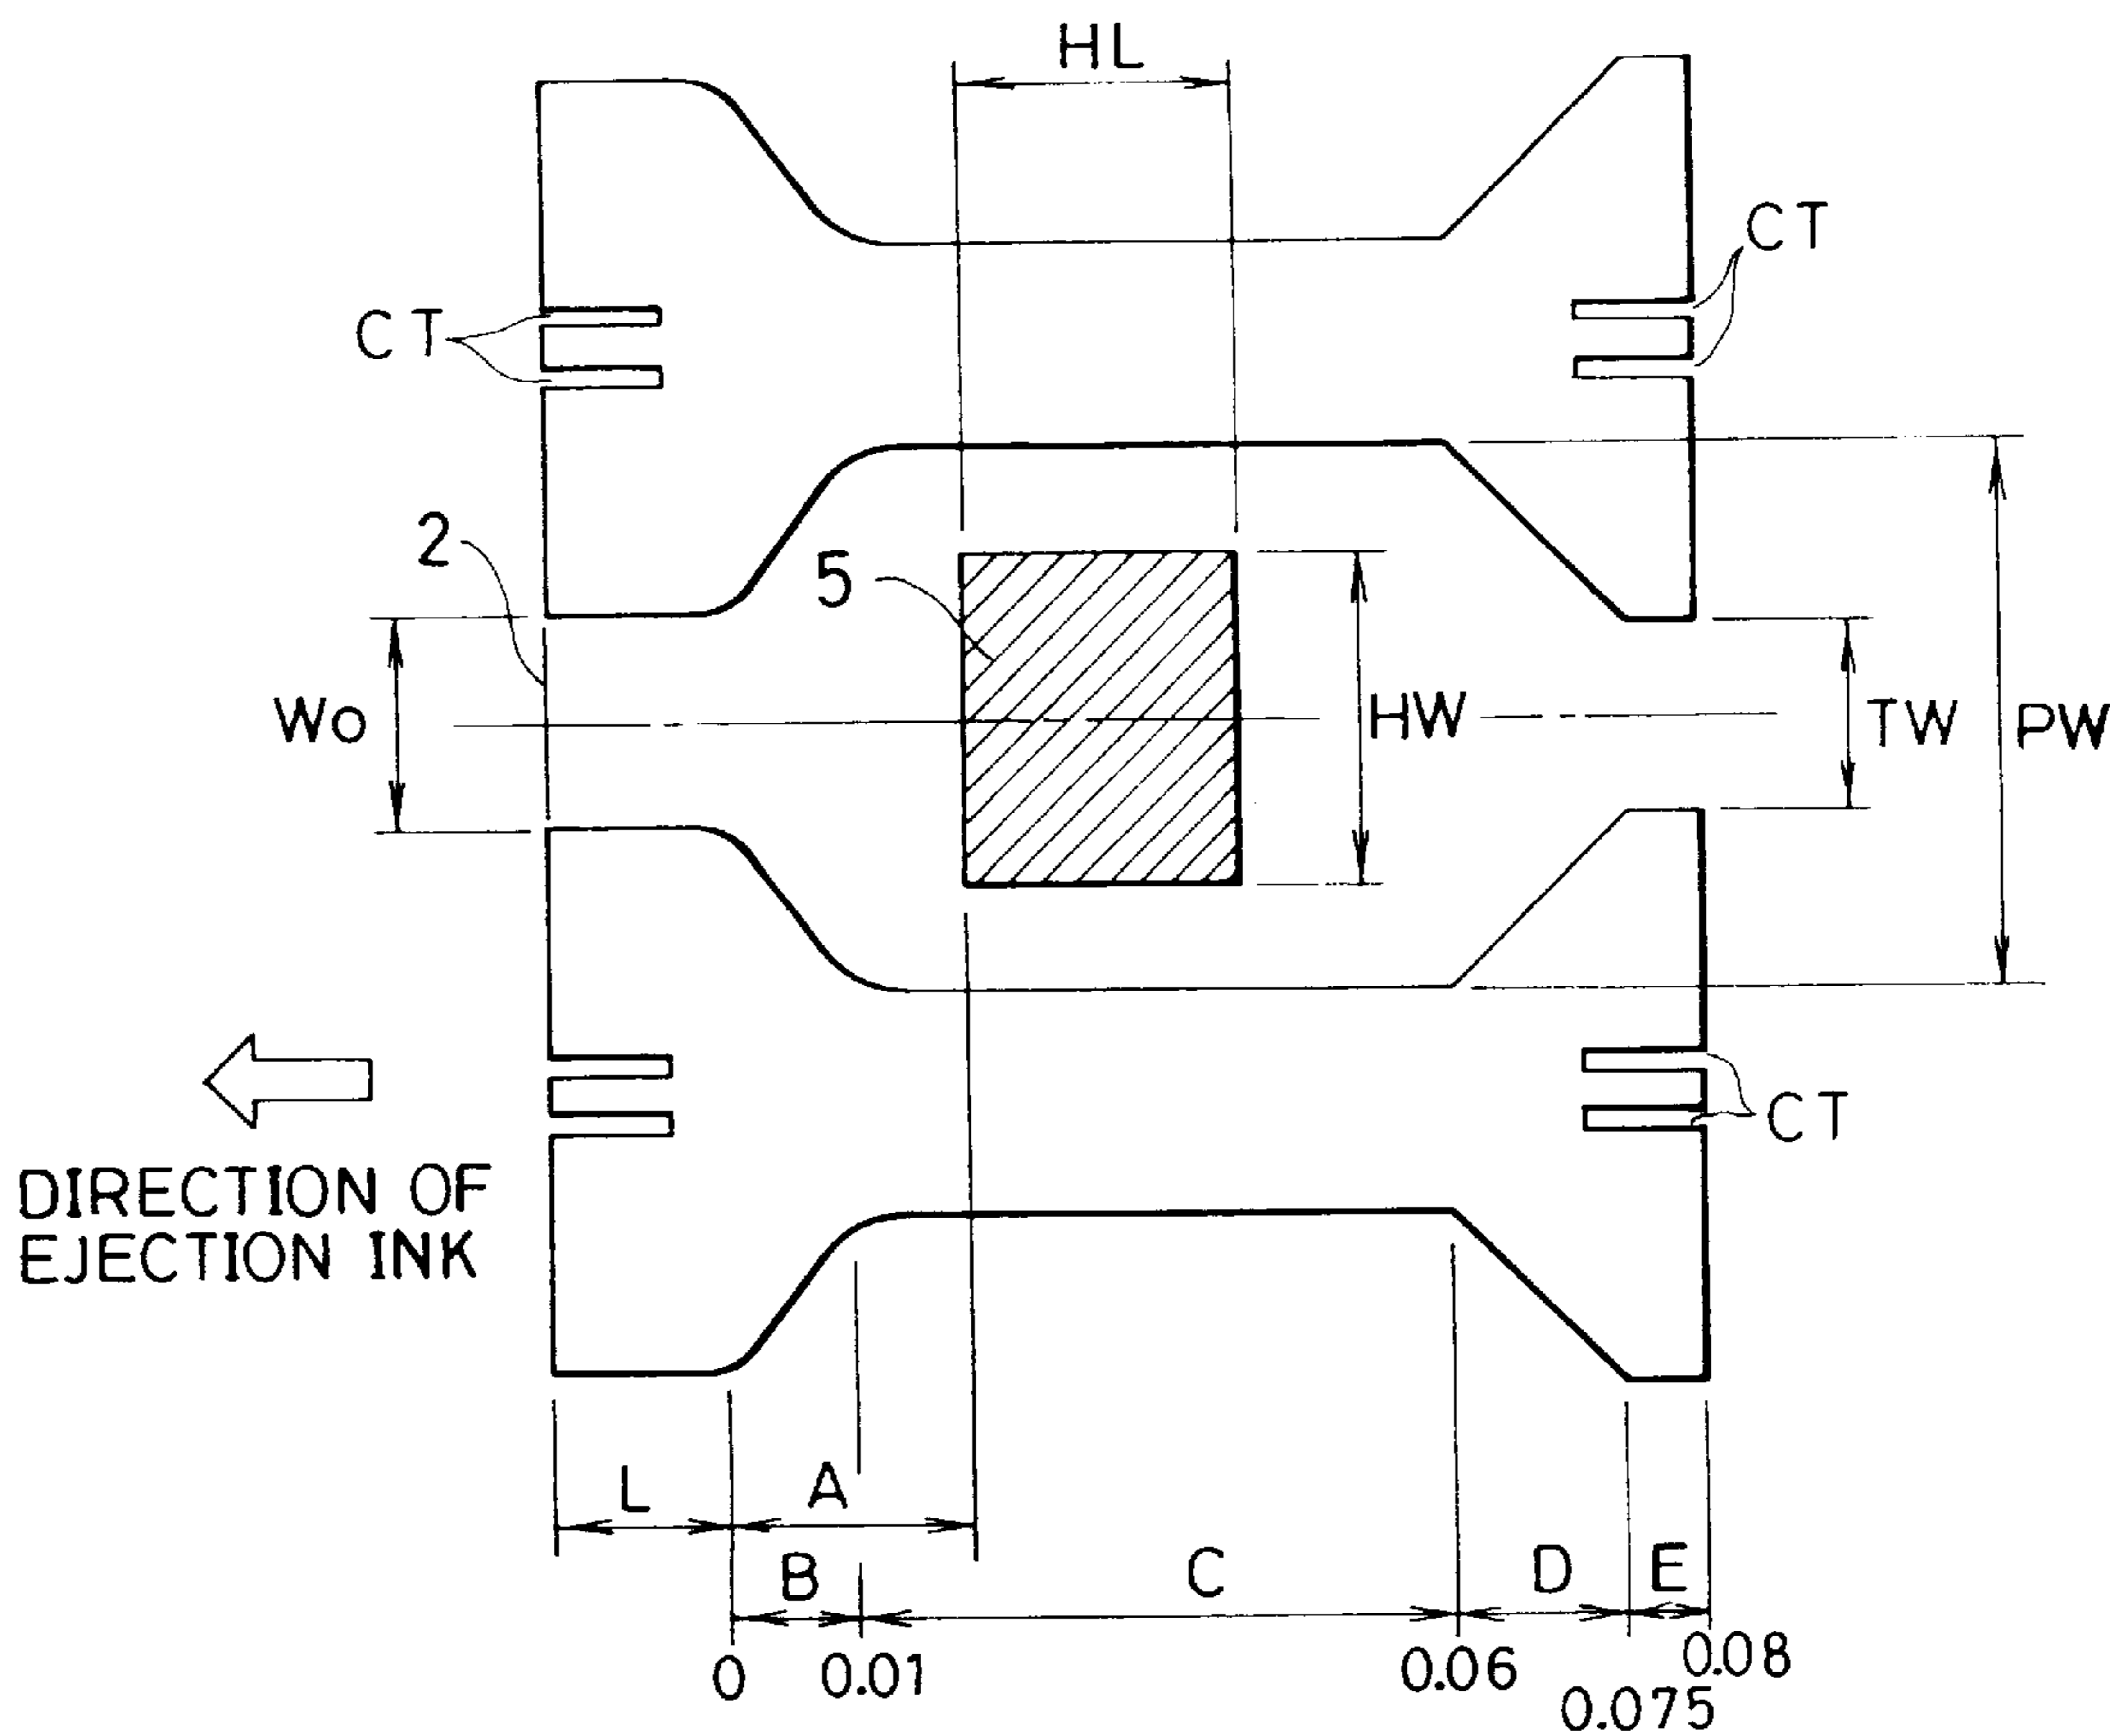 HL
CT
CT
2
5
Wo
HW
TW
PW
CT
DIRECTION OF
EJECTION INK
L
A
B
C
D
E
0
0.01
0.06
0.075
0.08